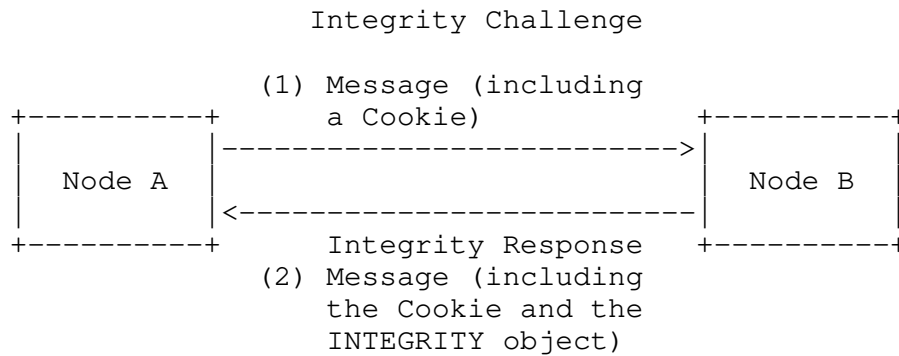 Integrity Challenge
(1) Message (including
a Cookie)
Node A
Node B
Integrity Response
(2) Message (including
the Cookie and the
INTEGRITY object)